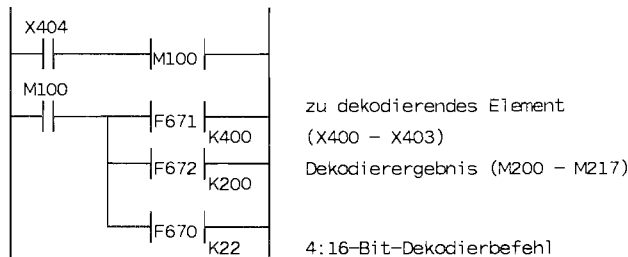 X404
M100
M100
F671 K400 zu dekodierendes Element
(X400 – X403)
F672 K200 Dekodierergebnis (M200 – M217)
F670 K22 4:16-Bit-Dekodierbefehl